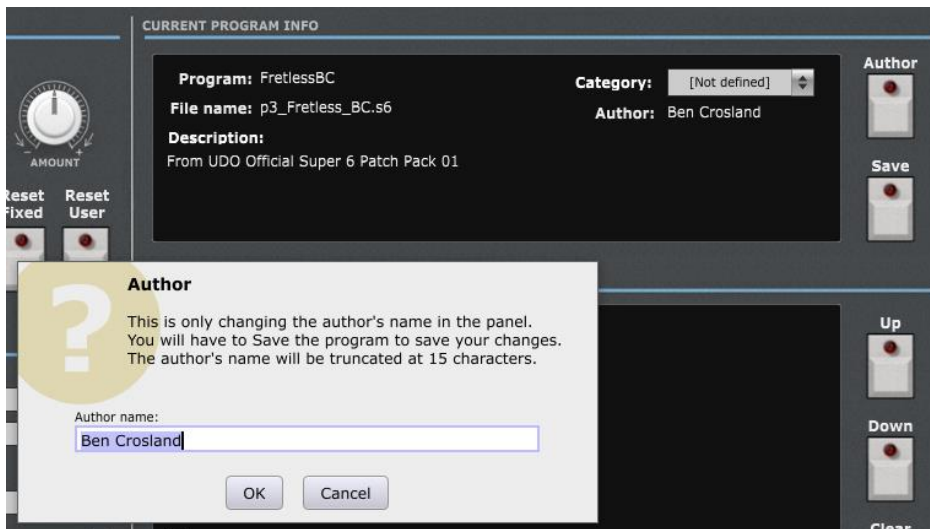 CURRENT PROGRAM INFO
Program: FretlessBC
Category: [Not defined]
File name: p3_Fretless_BC.s6
Author: Ben Crosland
Description:
From UDO Official Super 6 Patch Pack 01
Author
Save
AMOUNT
Reset Fixed
Reset User
Author
This is only changing the author's name in the panel.
You will have to Save the program to save your changes.
The author's name will be truncated at 15 characters.
Author name:
Ben Crosland
OK
Cancel
Up
Down
Clear